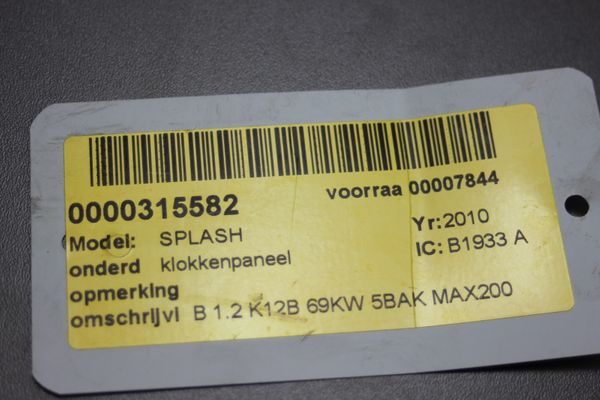 voorraa 00007844
0000315582
Yr: 2010
Model: SPLASH
IC: B1933 A
onderd klokkenpaneel
opmerking
omschrijvi B 1.2 K12B 69KW 5BAK MAX200